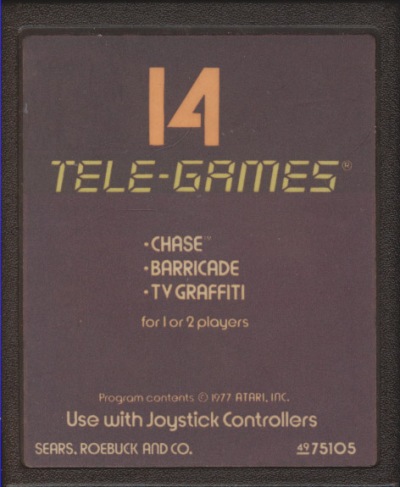 14
TELE-GAMES®
·CHASE™
·BARRICADE
·TV GRAFFITI
for 1 or 2 players
Program contents © 1977 ATARI, INC.
Use with Joystick Controllers
SEARS, ROEBUCK AND CO. 49 75105